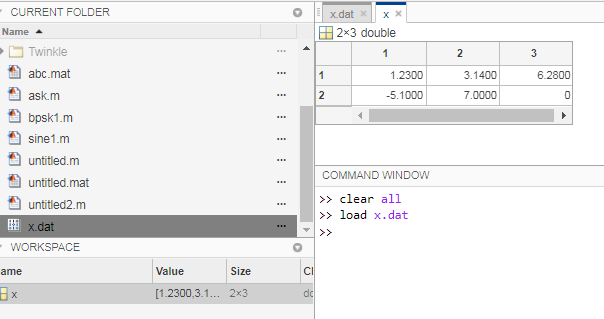 CURRENT FOLDER
Name
Twinkle ...
abc.mat ...
ask.m ...
bpsk1.m ...
sine1.m ...
untitled.m ...
untitled.mat ...
untitled2.m ...
x.dat ...
WORKSPACE
ame Value Size Cl
x [1.2300,3.1... 2×3 do
x.dat × x ×
2×3 double
1 2 3
1 1.2300 3.1400 6.2800
2 -5.1000 7.0000 0
COMMAND WINDOW
>> clear all
>> load x.dat
>>